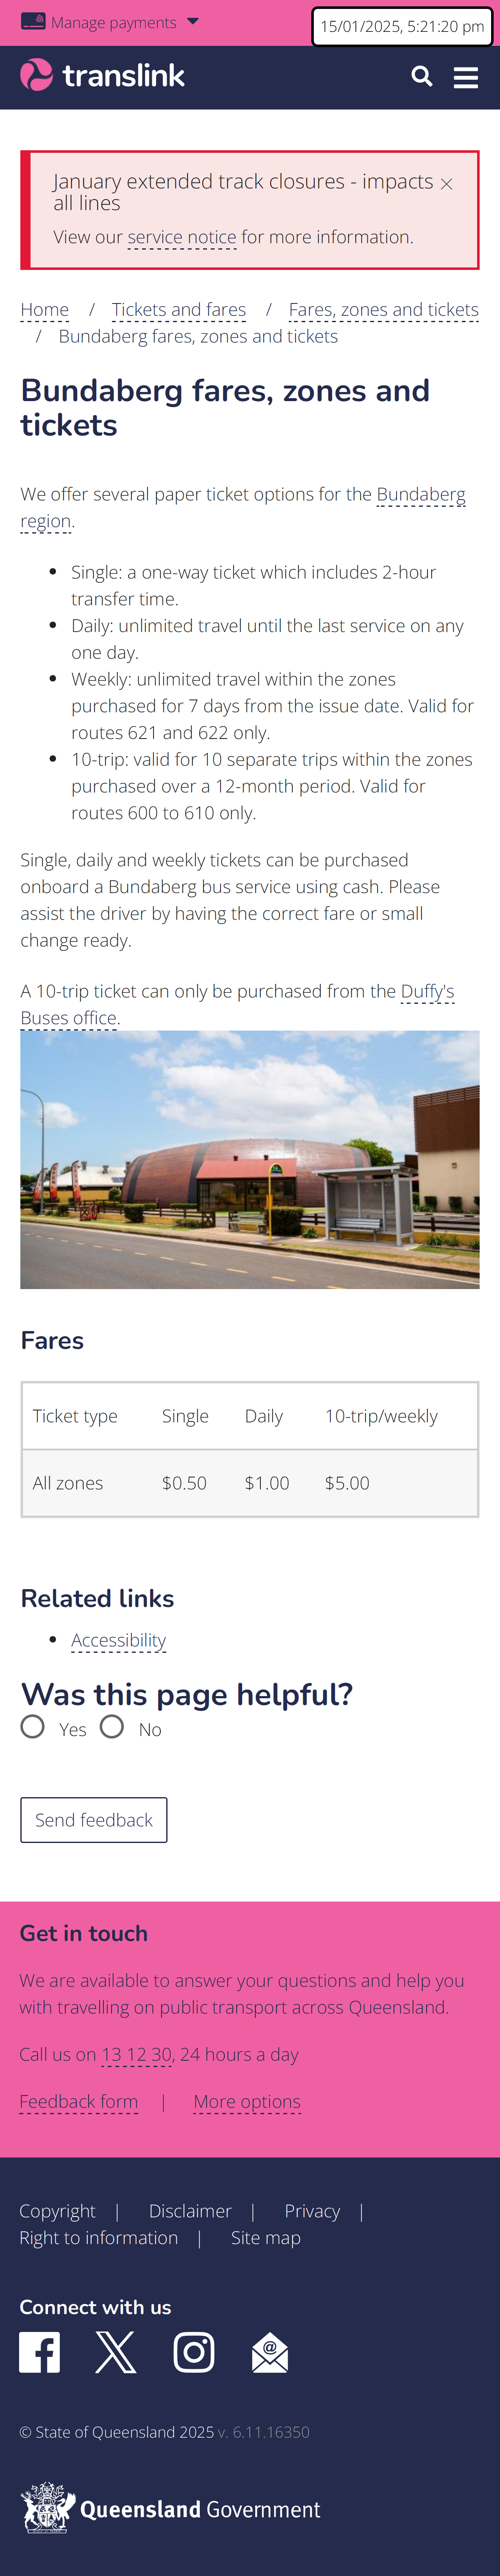 Manage payments
15/01/2025, 5:21:20 pm
translink
January extended track closures - impacts
all lines
View our service notice for more information.
Home / Tickets and fares / Fares, zones and tickets
/ Bundaberg fares, zones and tickets
Bundaberg fares, zones and
tickets
We offer several paper ticket options for the Bundaberg
region.
Single: a one-way ticket which includes 2-hour
transfer time.
Daily: unlimited travel until the last service on any
one day.
Weekly: unlimited travel within the zones
purchased for 7 days from the issue date. Valid for
routes 621 and 622 only.
10-trip: valid for 10 separate trips within the zones
purchased over a 12-month period. Valid for
routes 600 to 610 only.
Single, daily and weekly tickets can be purchased
onboard a Bundaberg bus service using cash. Please
assist the driver by having the correct fare or small
change ready.
A 10-trip ticket can only be purchased from the Duffy's
Buses office.
Fares
Ticket type Single Daily 10-trip/weekly
All zones $0.50 $1.00 $5.00
Related links
Accessibility
Was this page helpful?
Yes No
Send feedback
Get in touch
We are available to answer your questions and help you
with travelling on public transport across Queensland.
Call us on 13 12 30, 24 hours a day
Feedback form | More options
Copyright | Disclaimer | Privacy |
Right to information | Site map
Connect with us
© State of Queensland 2025 v. 6.11.16350
Queensland Government